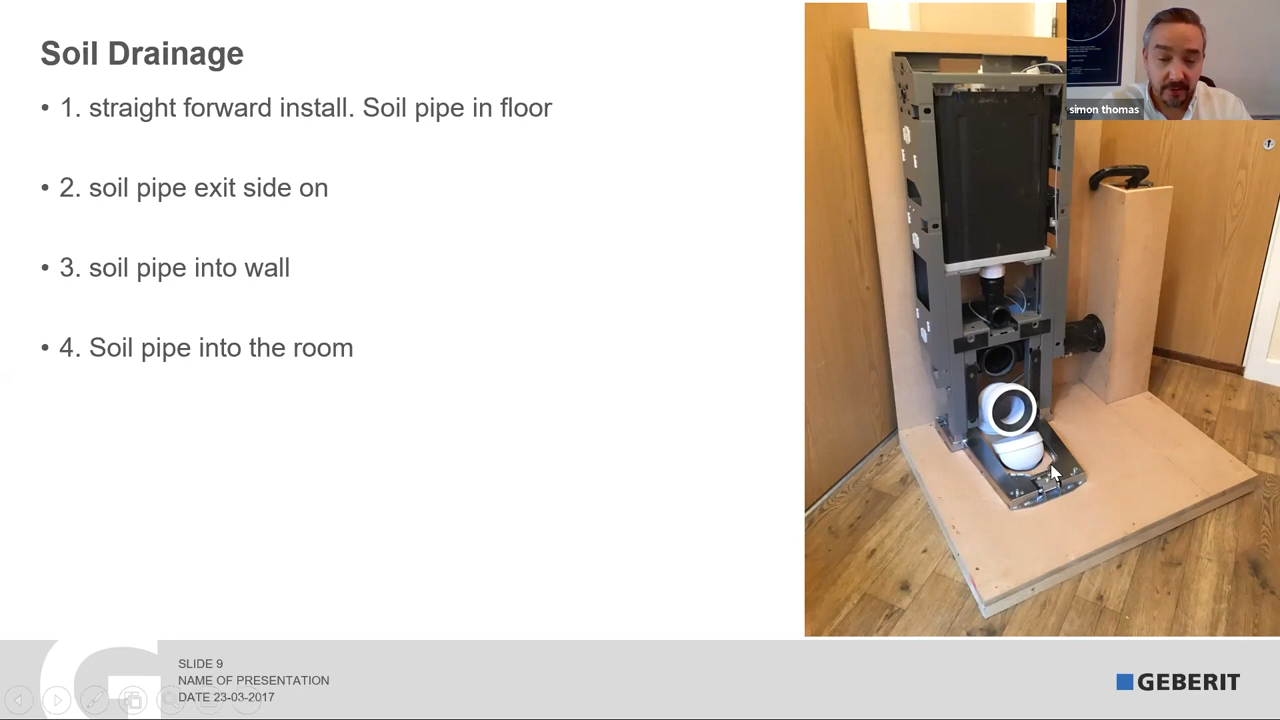 Soil Drainage
• 1. straight forward install. Soil pipe in floor
• 2. soil pipe exit side on
• 3. soil pipe into wall
• 4. Soil pipe into the room
simon thomas
SLIDE 9
NAME OF PRESENTATION
DATE 23-03-2017
GEBERIT